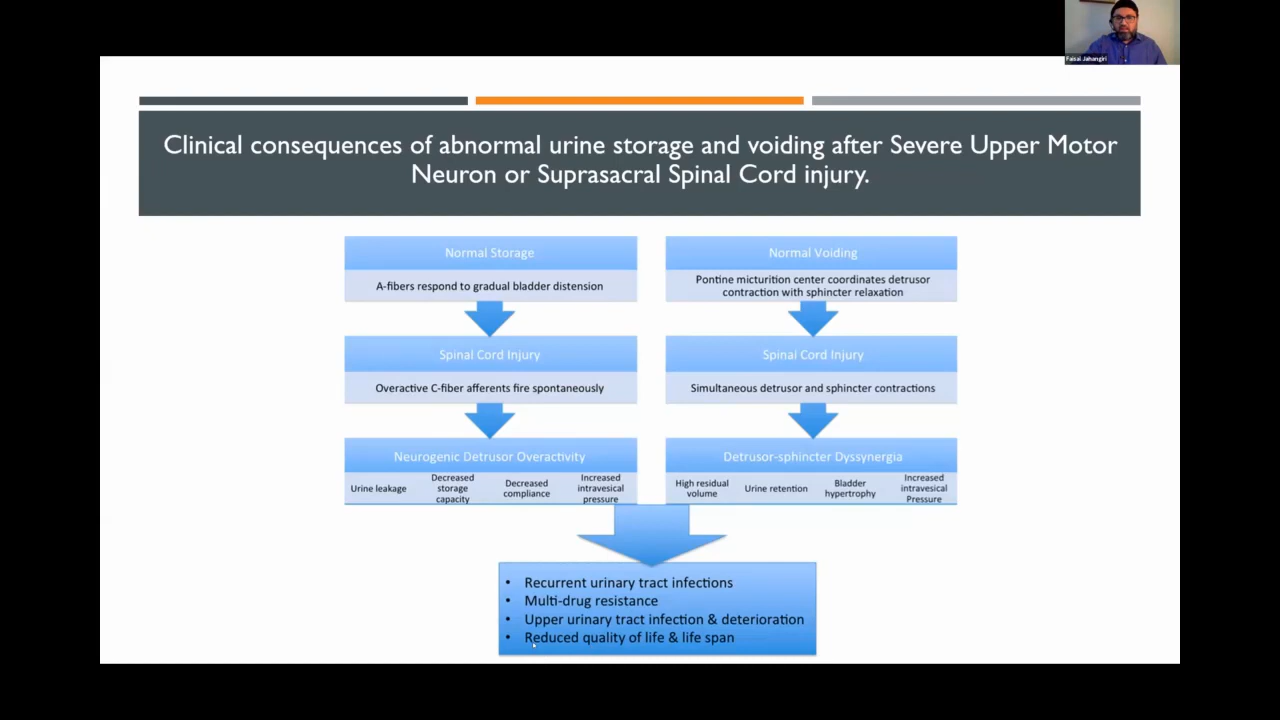 Faisal Jahangiri
Clinical consequences of abnormal urine storage and voiding after Severe Upper Motor
Neuron or Suprasacral Spinal Cord injury.
Normal Storage
A-fibers respond to gradual bladder distension
Spinal Cord Injury
Overactive C-fiber afferents fire spontaneously
Neurogenic Detrusor Overactivity
Urine leakage
Decreased
storage
capacity
Decreased
compliance
Increased
intravesical
pressure
Normal Voiding
Pontine micturition center coordinates detrusor
contraction with sphincter relaxation
Spinal Cord Injury
Simultaneous detrusor and sphincter contractions
Detrusor-sphincter Dyssynergia
High residual
volume
Urine retention
Bladder
hypertrophy
Increased
intravesical
Pressure
• Recurrent urinary tract infections
• Multi-drug resistance
• Upper urinary tract infection & deterioration
• Reduced quality of life & life span